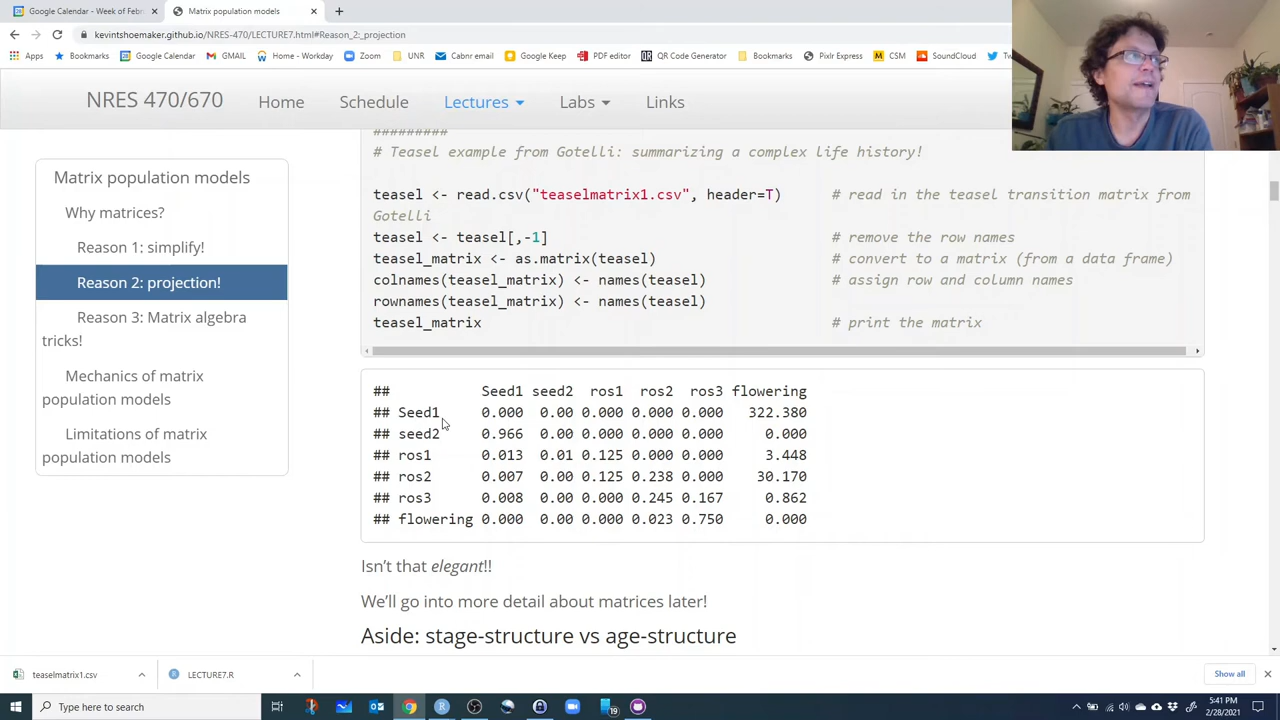 Google Calendar - Week of Febr
Matrix population models
kevintshoemaker.github.io/NRES-470/LECTURE7.html#Reason_2:_projection
Apps Bookmarks Google Calendar GMAIL Home - Workday Zoom UNR Cabnr email Google Keep PDF editor QR Code Generator Bookmarks Pixlr Express CSM SoundCloud Tw
NRES 470/670 Home Schedule Lectures Labs Links
Matrix population models
Why matrices?
Reason 1: simplify!
Reason 2: projection!
Reason 3: Matrix algebra
tricks!
Mechanics of matrix
population models
Limitations of matrix
population models
#########
# Teasel example from Gotelli: summarizing a complex life history!
teasel <- read.csv("teaselmatrix1.csv", header=T) # read in the teasel transition matrix from
Gotelli
teasel <- teasel[,-1] # remove the row names
teasel_matrix <- as.matrix(teasel) # convert to a matrix (from a data frame)
colnames(teasel_matrix) <- names(teasel) # assign row and column names
rownames(teasel_matrix) <- names(teasel)
teasel_matrix # print the matrix
## Seed1 seed2 ros1 ros2 ros3 flowering
## Seed1 0.000 0.00 0.000 0.000 0.000 322.380
## seed2 0.966 0.00 0.000 0.000 0.000 0.000
## ros1 0.013 0.01 0.125 0.000 0.000 3.448
## ros2 0.007 0.00 0.125 0.238 0.000 30.170
## ros3 0.008 0.00 0.000 0.245 0.167 0.862
## flowering 0.000 0.00 0.000 0.023 0.750 0.000
Isn't that elegant!!
We'll go into more detail about matrices later!
Aside: stage-structure vs age-structure
teaselmatrix1.csv LECTURE7.R Show all
Type here to search
19
5:41 PM
2/28/2021